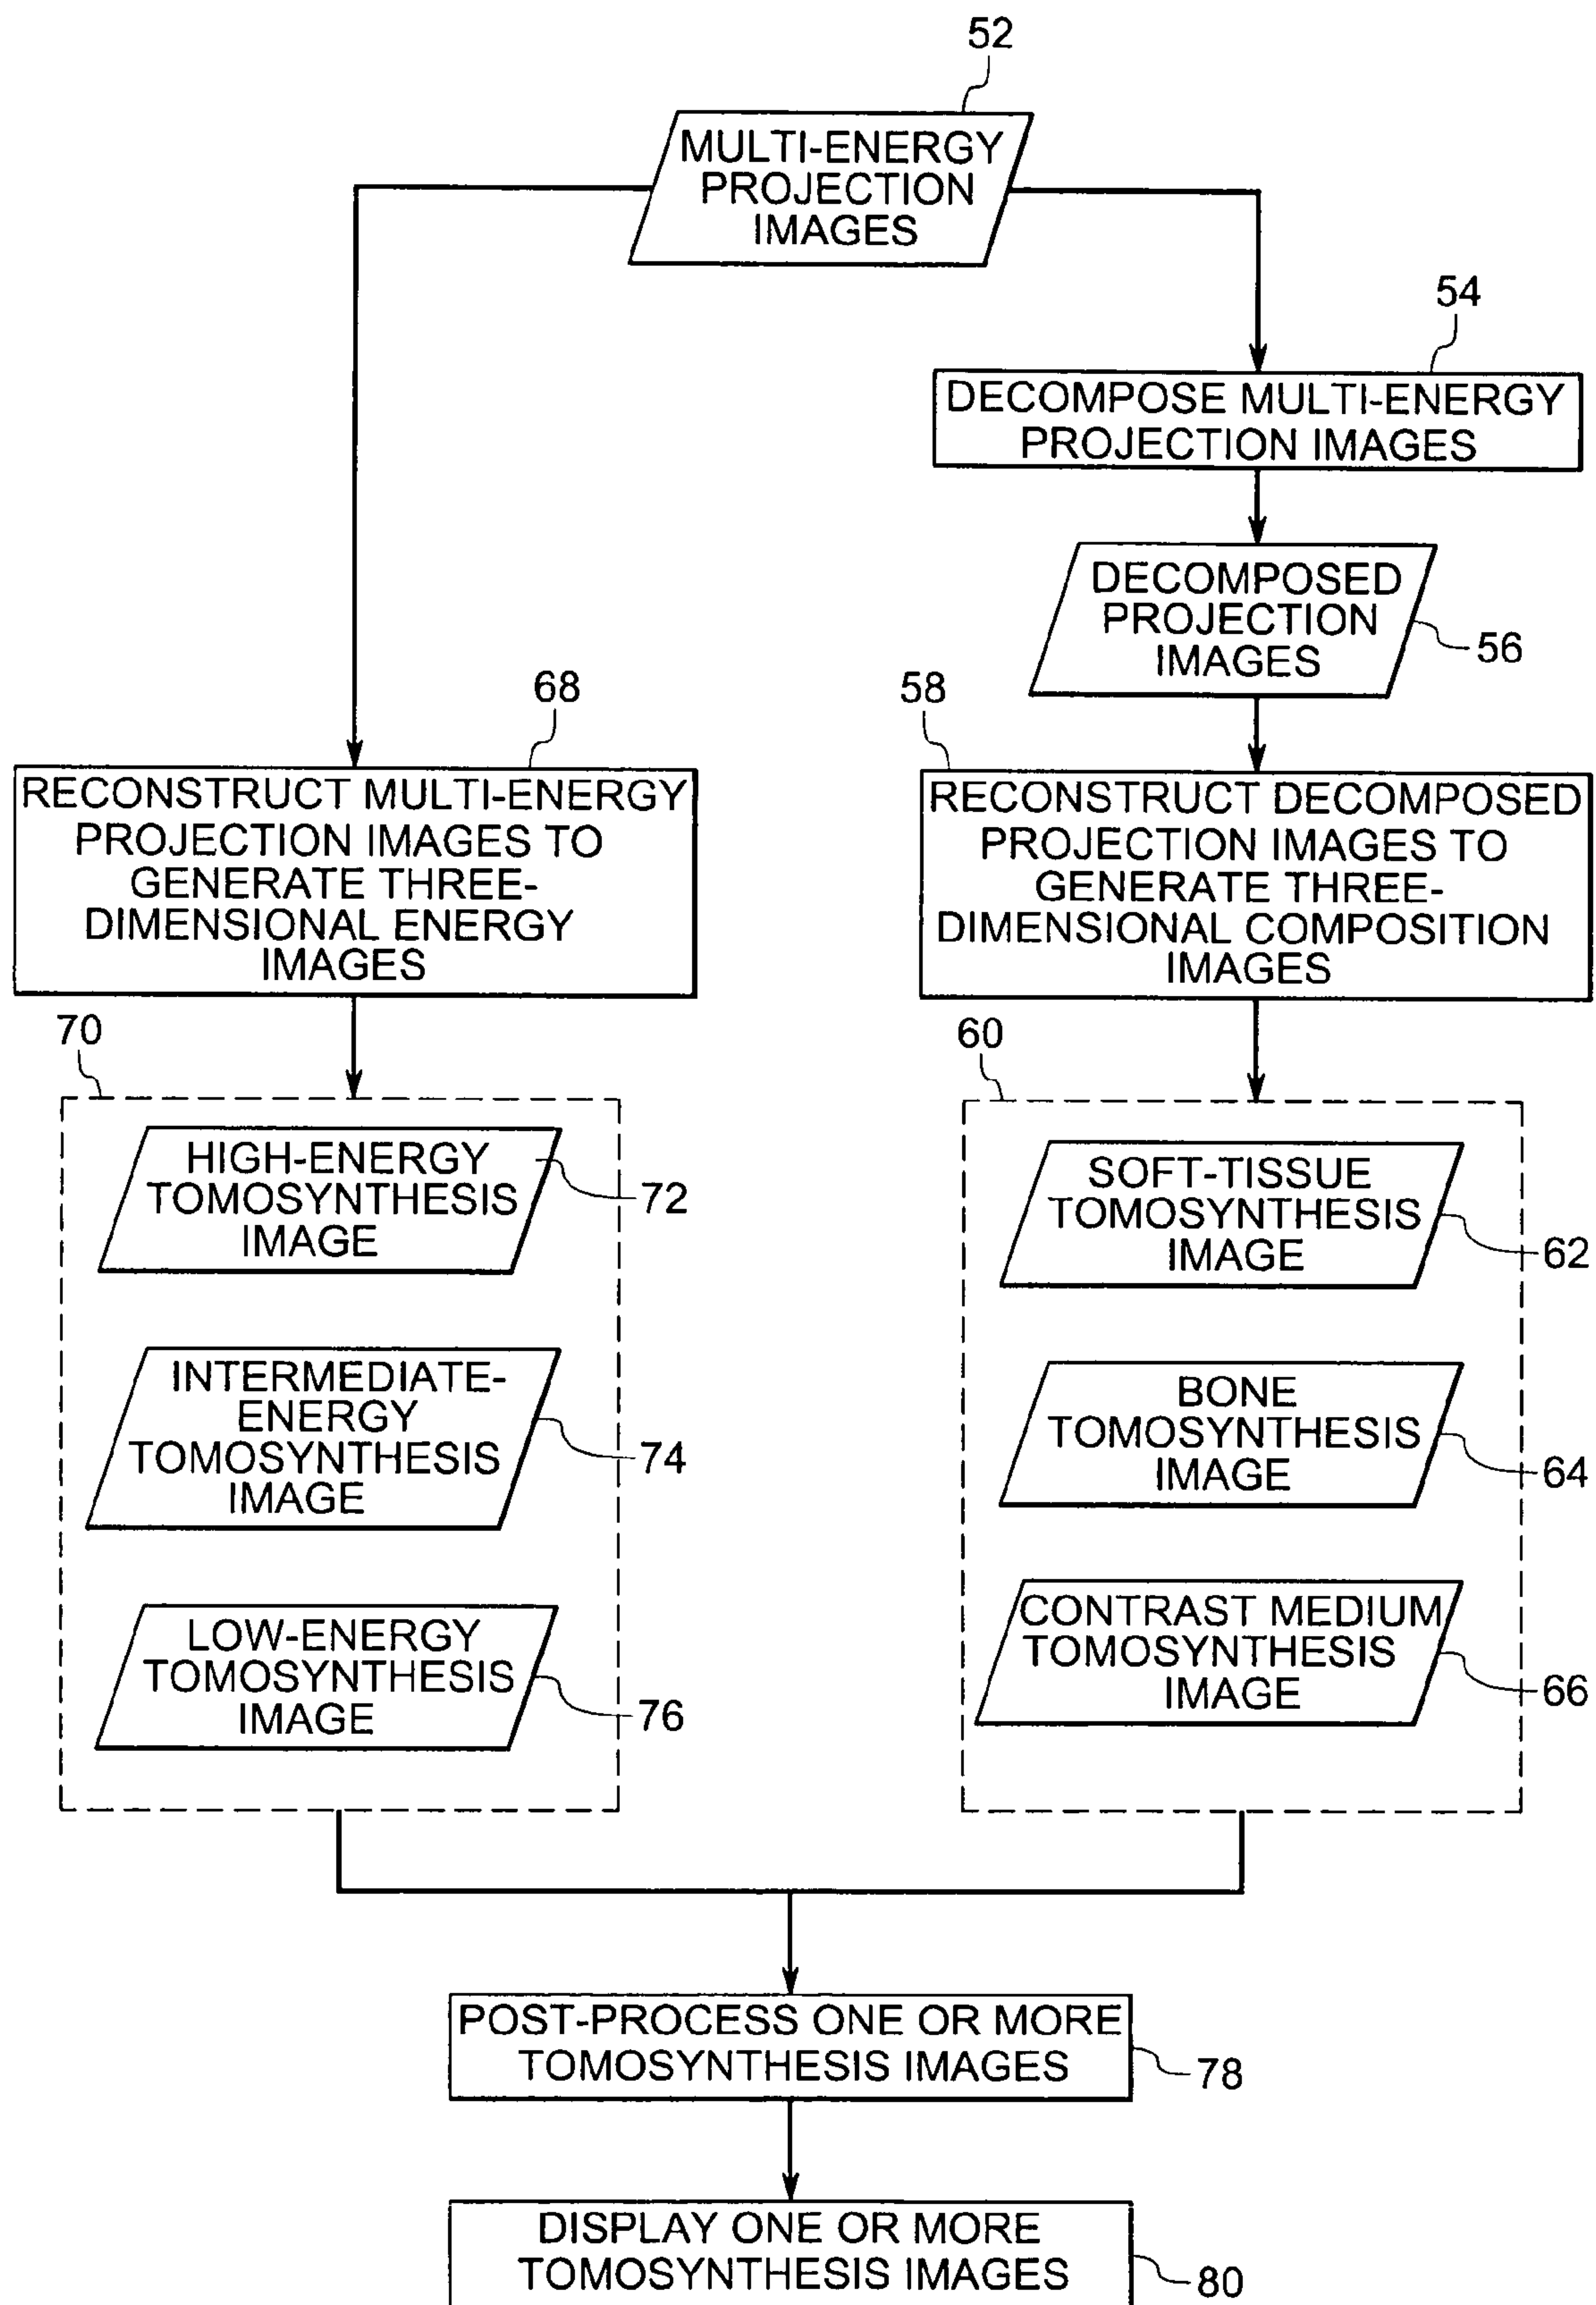 52
MULTI-ENERGY
PROJECTION
IMAGES
54
DECOMPOSE MULTI-ENERGY
PROJECTION IMAGES
DECOMPOSED
PROJECTION
IMAGES
56
68
RECONSTRUCT MULTI-ENERGY
PROJECTION IMAGES TO
GENERATE THREE-
DIMENSIONAL ENERGY
IMAGES
58
RECONSTRUCT DECOMPOSED
PROJECTION IMAGES TO
GENERATE THREE-
DIMENSIONAL COMPOSITION
IMAGES
70
HIGH-ENERGY
TOMOSYNTHESIS
IMAGE
72
INTERMEDIATE-
ENERGY
TOMOSYNTHESIS
IMAGE
74
LOW-ENERGY
TOMOSYNTHESIS
IMAGE
76
60
SOFT-TISSUE
TOMOSYNTHESIS
IMAGE
62
BONE
TOMOSYNTHESIS
IMAGE
64
CONTRAST MEDIUM
TOMOSYNTHESIS
IMAGE
66
POST-PROCESS ONE OR MORE
TOMOSYNTHESIS IMAGES
78
DISPLAY ONE OR MORE
TOMOSYNTHESIS IMAGES
80